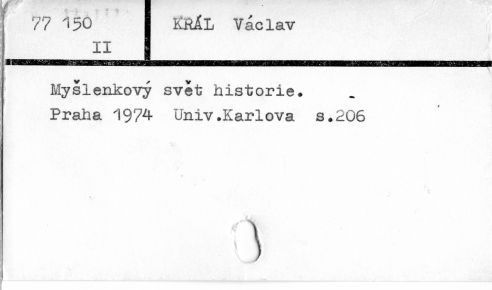 77 150 KRÁL Václav
II
Myšlenkový svět historie.
Praha 1974 Univ.Karlova s.206